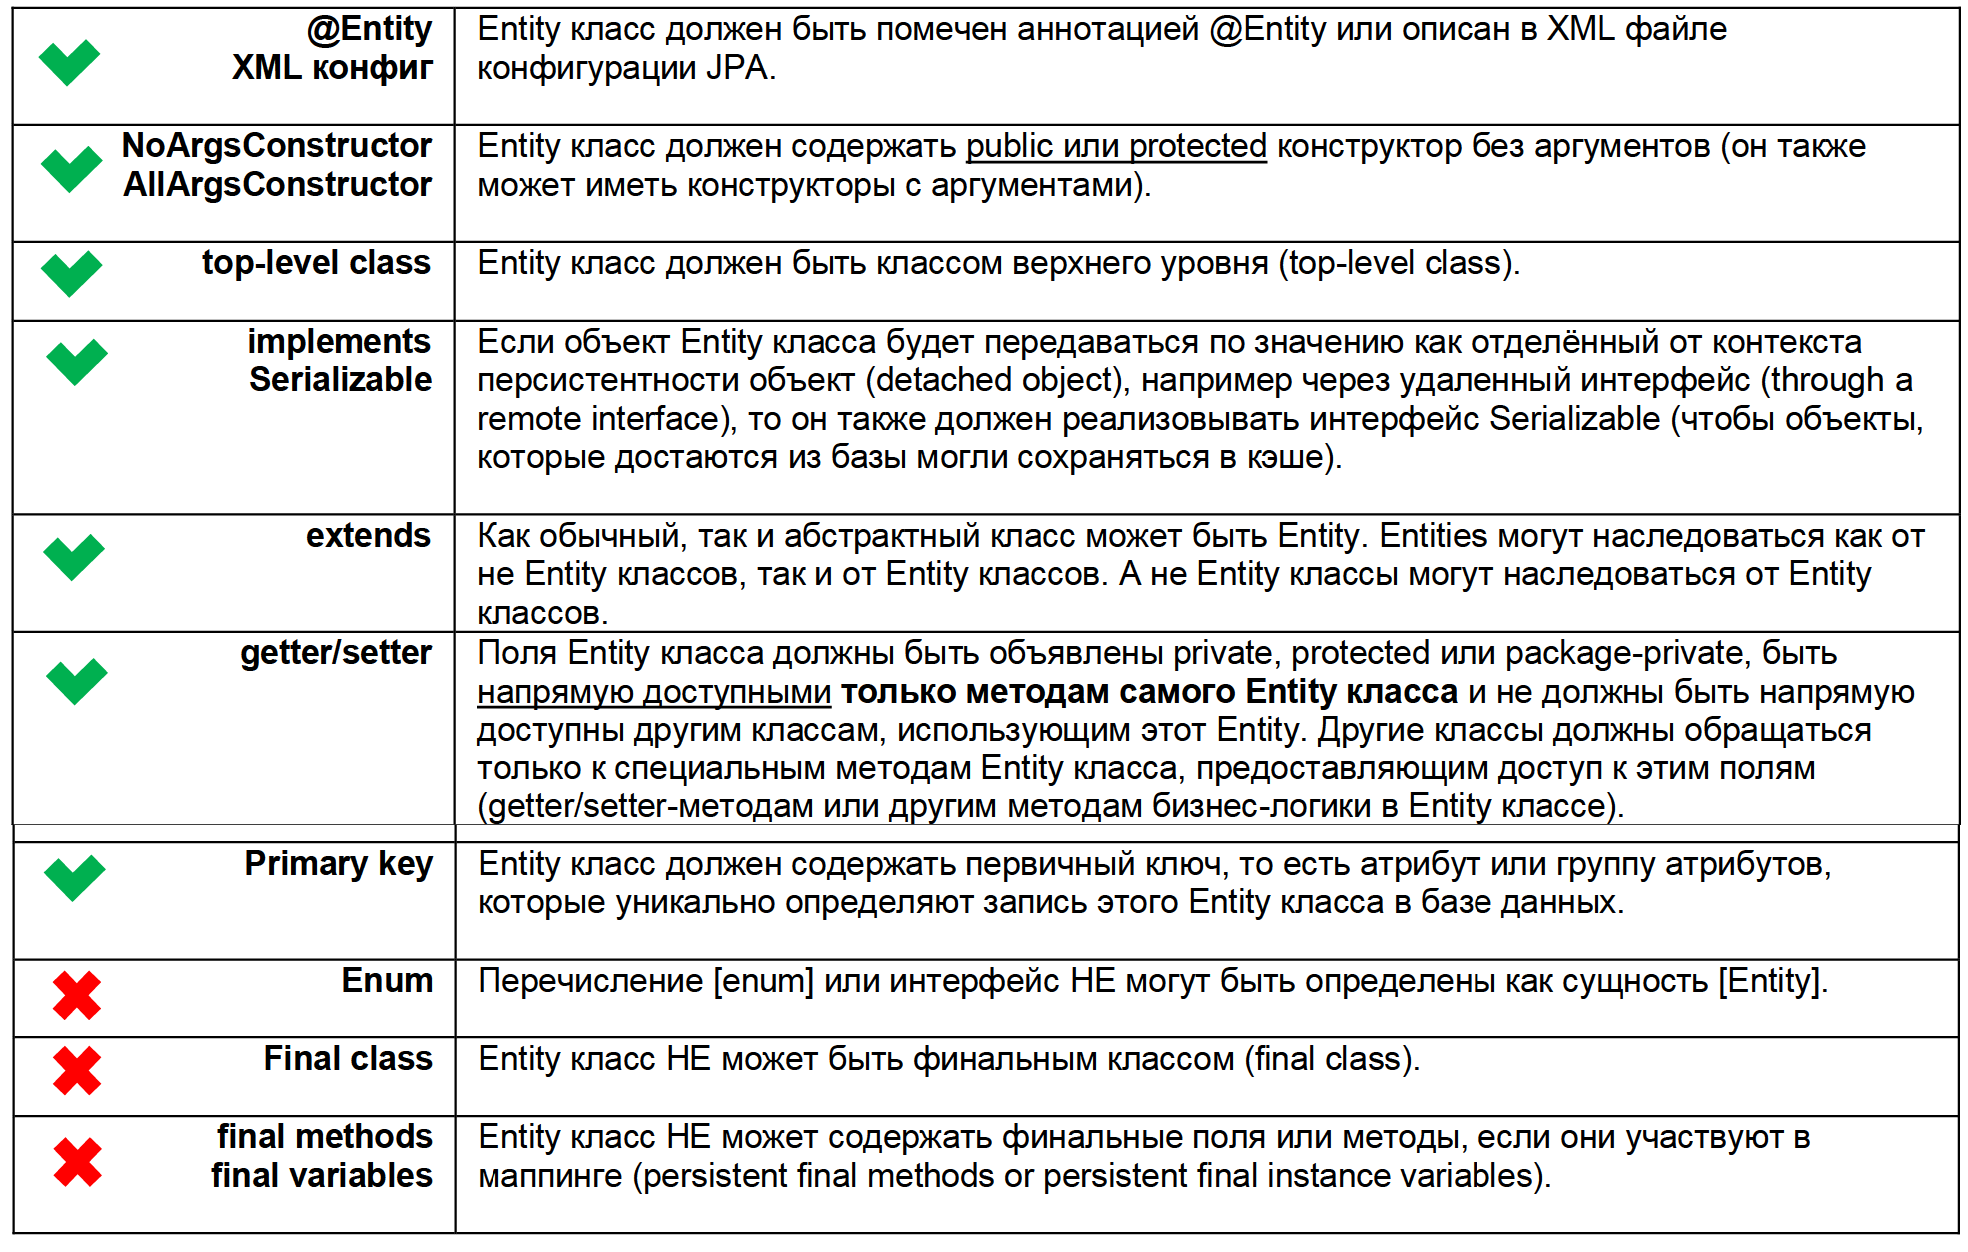 @Entity
XML конфиг
Entity класс должен быть помечен аннотацией @Entity или описан в XML файле
конфигурации JPA.
NoArgsConstructor
AllArgsConstructor
Entity класс должен содержать public или protected конструктор без аргументов (он также
может иметь конструкторы с аргументами).
top-level class
Entity класс должен быть классом верхнего уровня (top-level class).
implements
Serializable
Если объект Entity класса будет передаваться по значению как отделённый от контекста
персистентности объект (detached object), например через удаленный интерфейс (through a
remote interface), то он также должен реализовывать интерфейс Serializable (чтобы объекты,
которые достаются из базы могли сохраняться в кэше).
extends
Как обычный, так и абстрактный класс может быть Entity. Entities могут наследоваться как от
не Entity классов, так и от Entity классов. А не Entity классы могут наследоваться от Entity
классов.
getter/setter
Поля Entity класса должны быть объявлены private, protected или package-private, быть
напрямую доступными только методам самого Entity класса и не должны быть напрямую
доступны другим классам, использующим этот Entity. Другие классы должны обращаться
только к специальным методам Entity класса, предоставляющим доступ к этим полям
(getter/setter-методам или другим методам бизнес-логики в Entity классе).
Primary key
Entity класс должен содержать первичный ключ, то есть атрибут или группу атрибутов,
которые уникально определяют запись этого Entity класса в базе данных.
Enum
Перечисление [enum] или интерфейс НЕ могут быть определены как сущность [Entity].
Final class
Entity класс НЕ может быть финальным классом (final class).
final methods
final variables
Entity класс НЕ может содержать финальные поля или методы, если они участвуют в
маппинге (persistent final methods or persistent final instance variables).